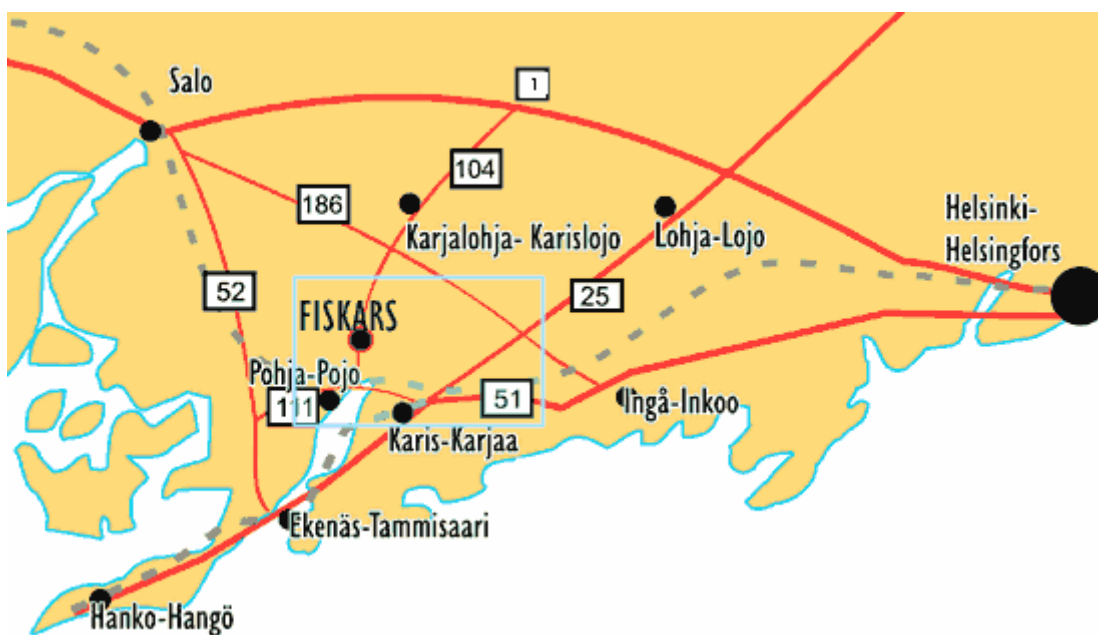 Salo
1
104
186
Karjalohja- Karislojo
Lohja-Lojo
Helsinki-
Helsingfors
52
25
FISKARS
Pohja-Pojo
111
51
Ingå-Inkoo
Karis-Karjaa
Ekenäs-Tammisaari
Hanko-Hangö